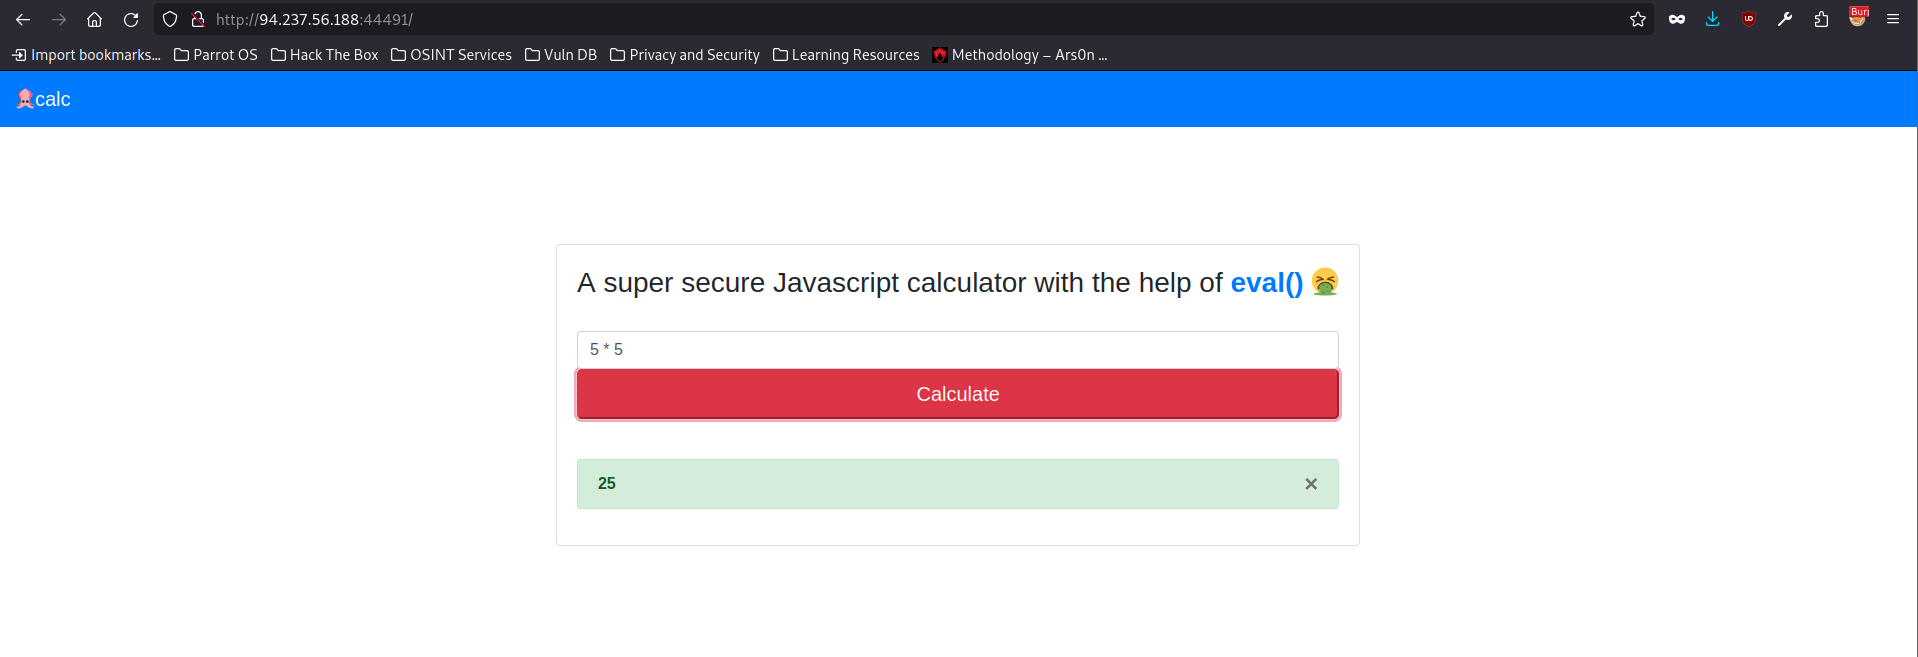 http://94.237.56.188:44491/
Import bookmarks... Parrot OS Hack The Box OSINT Services Vuln DB Privacy and Security Learning Resources Methodology – Ars0n ...
calc
A super secure Javascript calculator with the help of eval() 🤮
5 * 5
Calculate
25 ×